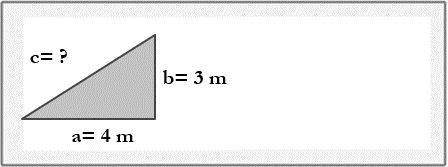 c= ?
b= 3 m
a= 4 m